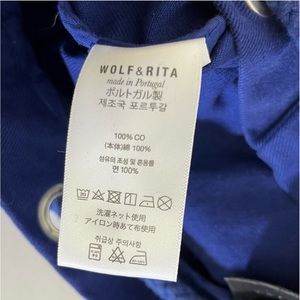 WOLF&RITA
made in Portugal
ポルトガル製
제조국 포르투갈
100% CO
(本体)綿 100%
섬유의 조성 및 혼용률
면 100%
洗濯ネット使用
アイロン時あて布使用
취급상 주의사항